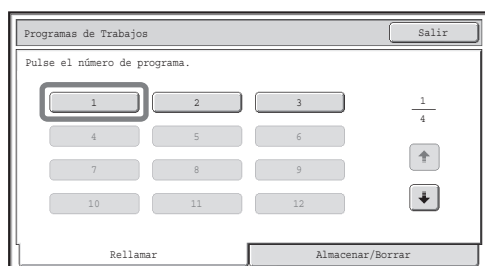 Programas de Trabajos
Salir
Pulse el número de programa.
1 2 3
1
4
4 5 6
7 8 9
10 11 12
Rellamar
Almacenar/Borrar